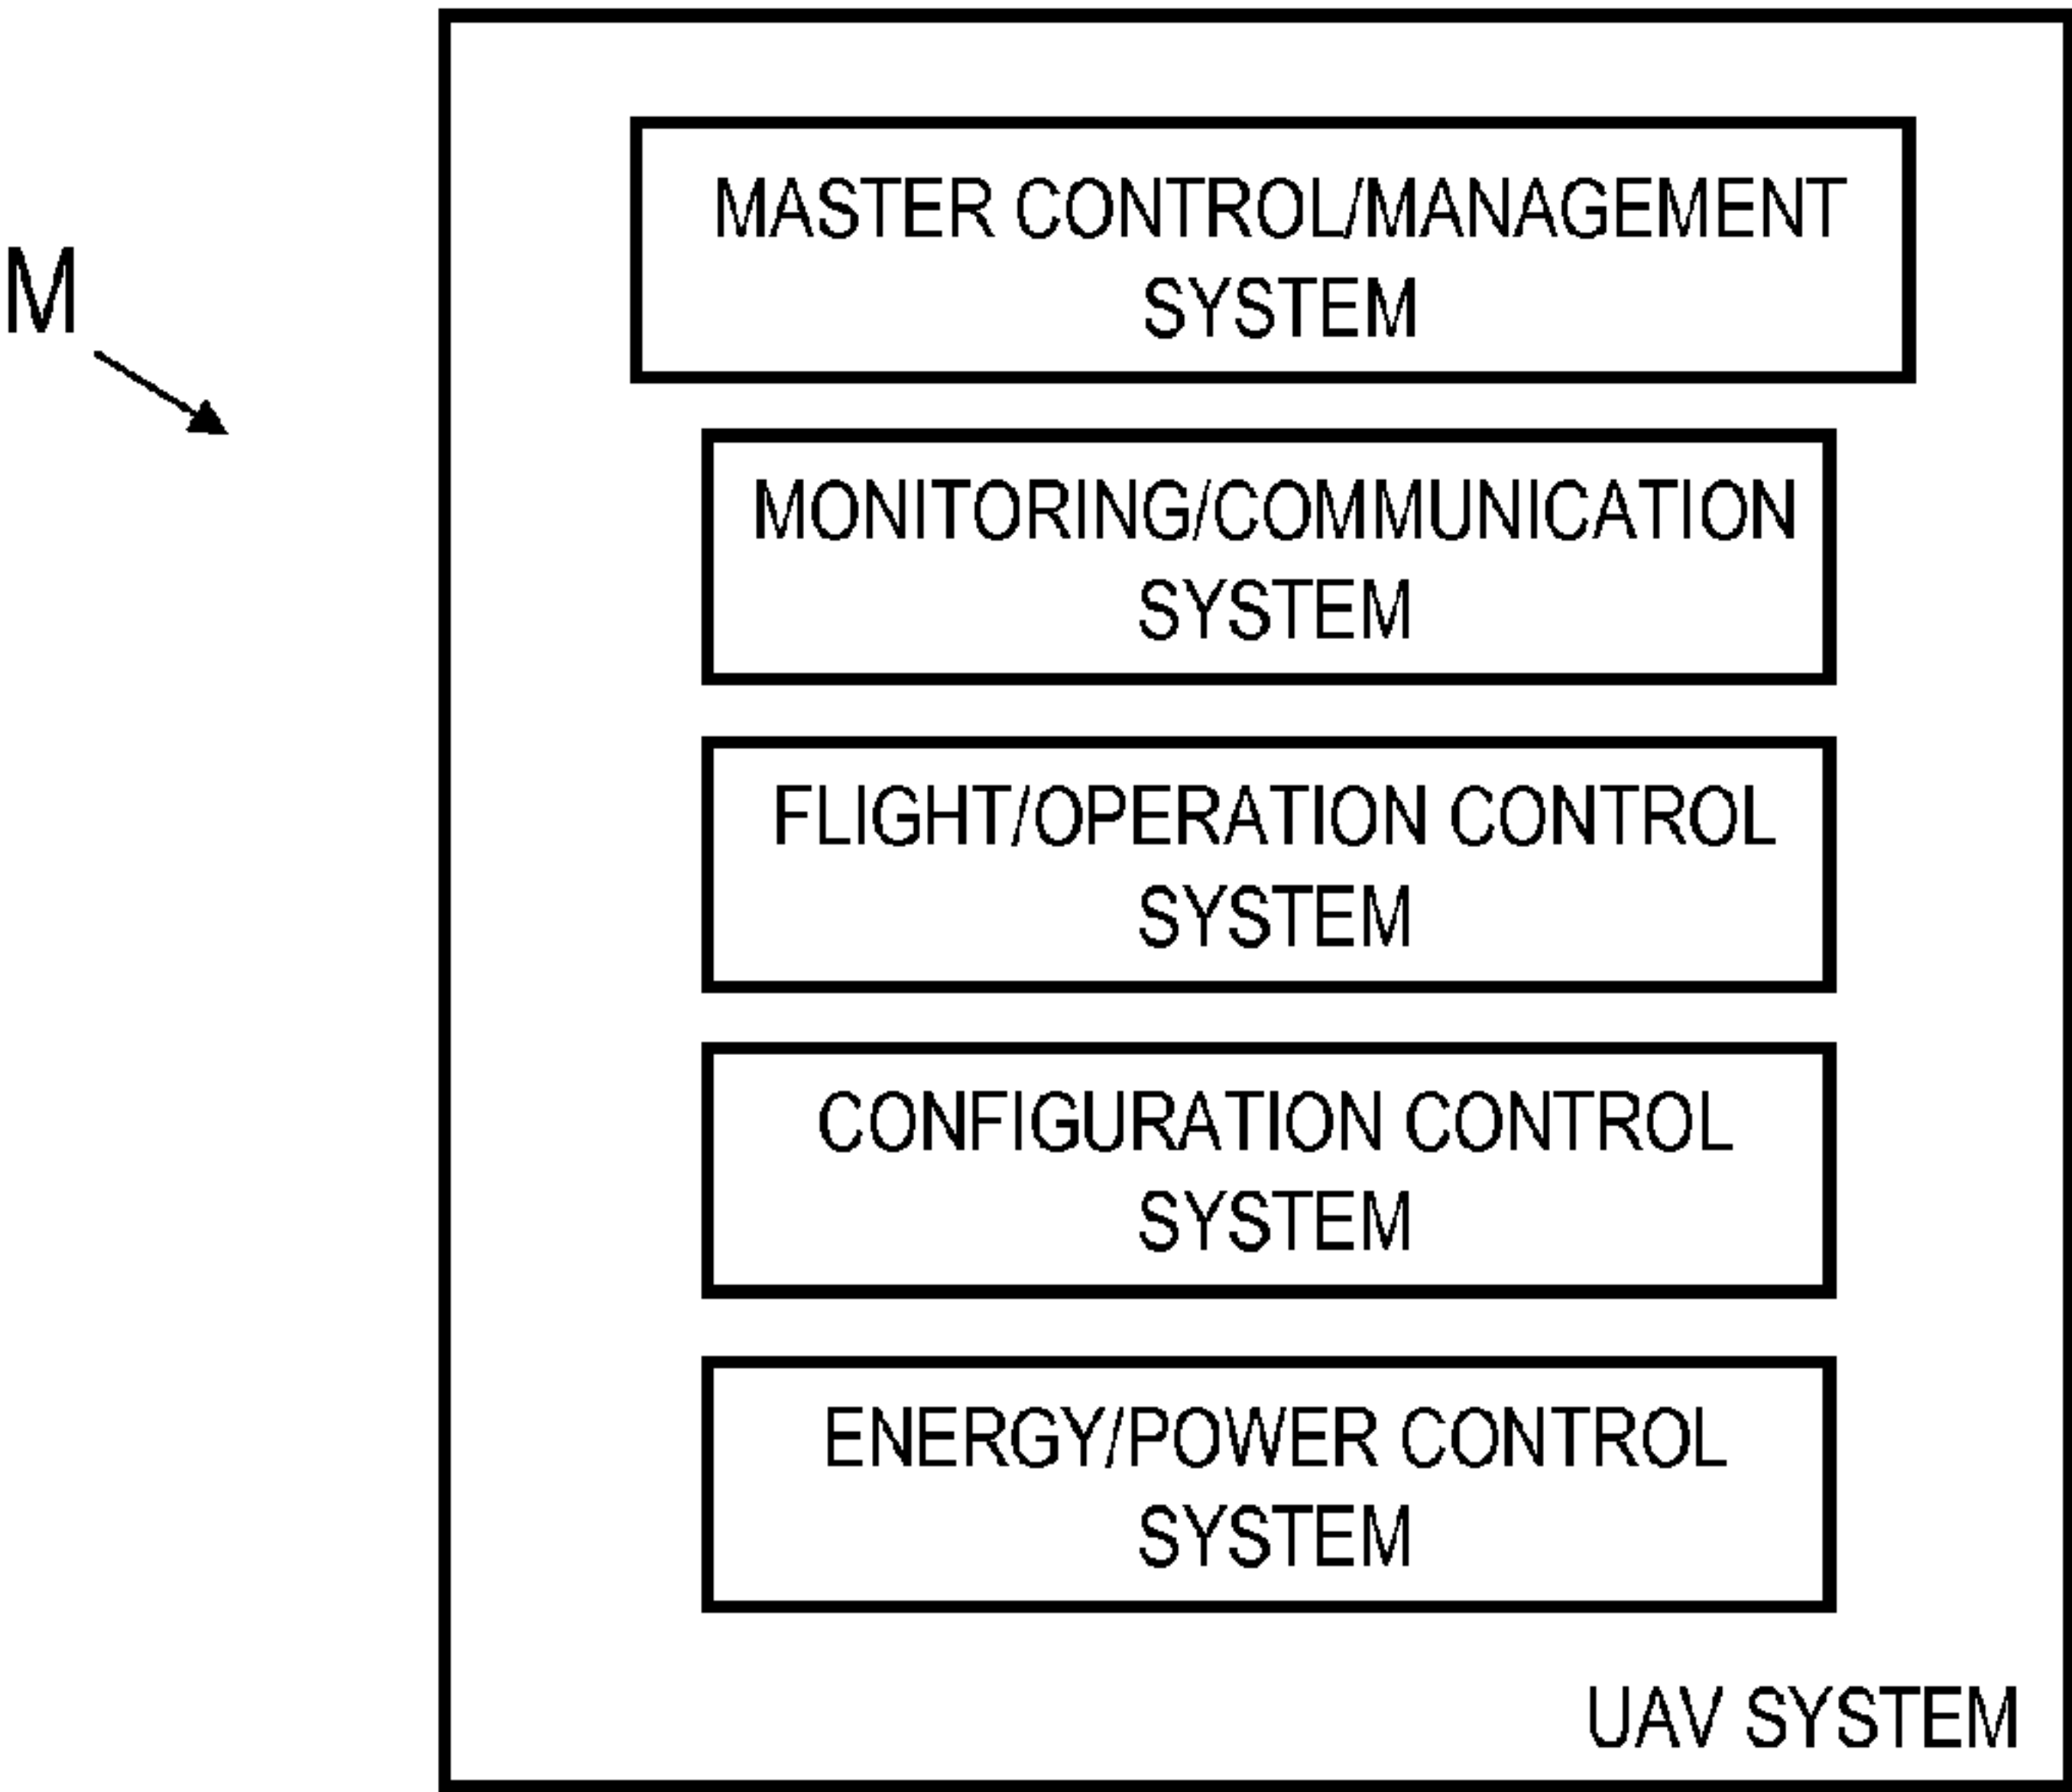 M
MASTER CONTROL/MANAGEMENT
SYSTEM
MONITORING/COMMUNICATION
SYSTEM
FLIGHT/OPERATION CONTROL
SYSTEM
CONFIGURATION CONTROL
SYSTEM
ENERGY/POWER CONTROL
SYSTEM
UAV SYSTEM